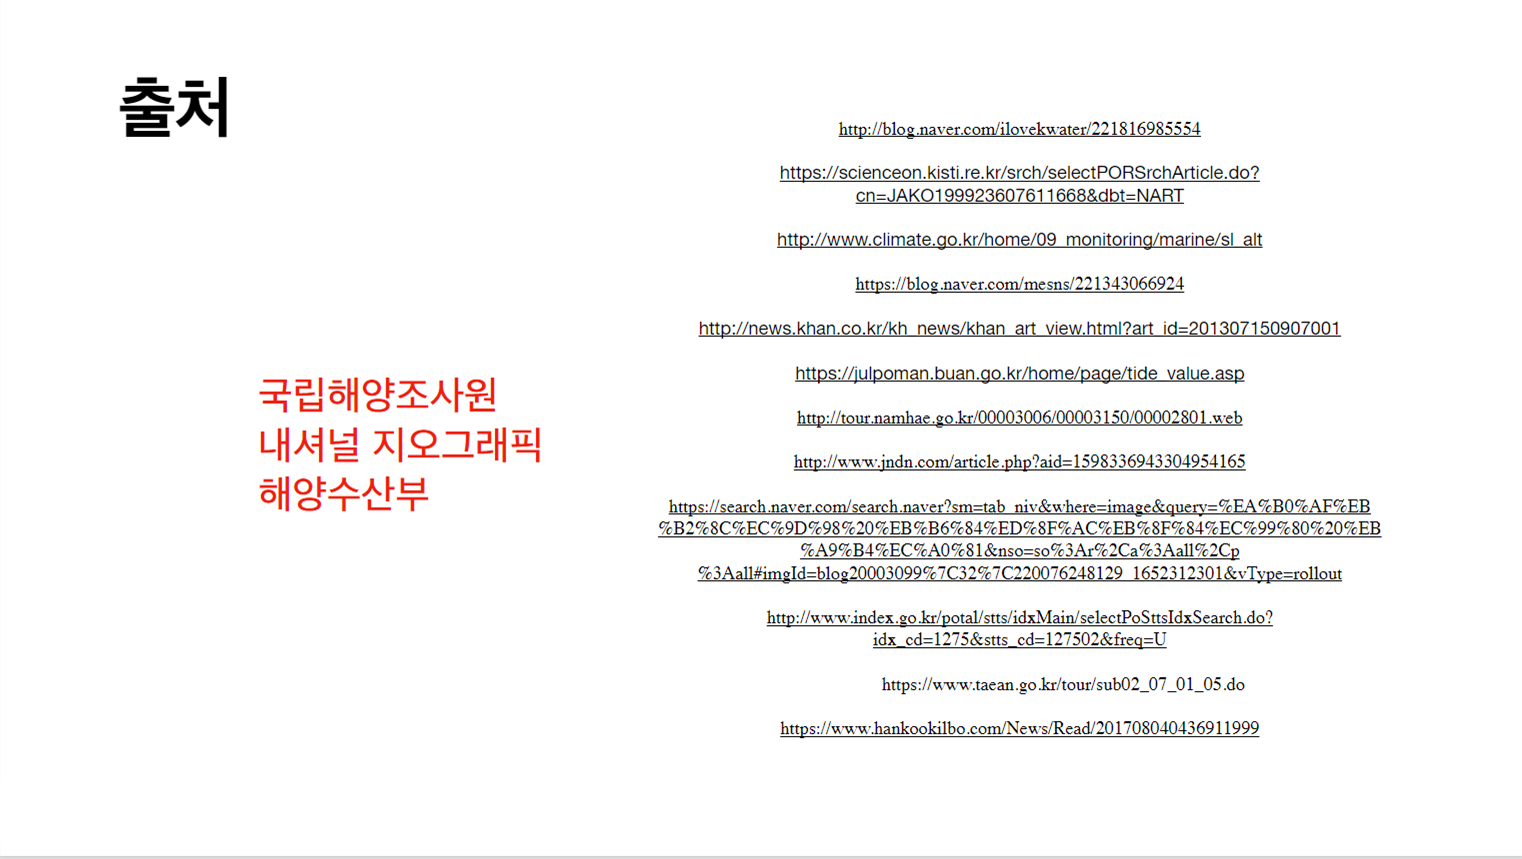 출처
국립해양조사원
내셔널 지오그래픽
해양수산부
http://blog.naver.com/ilovekwater/221816985554
https://scienceon.kisti.re.kr/srch/selectPORSrchArticle.do?
cn=JAKO199923607611668&dbt=NART
http://www.climate.go.kr/home/09_monitoring/marine/sl_alt
https://blog.naver.com/mesns/221343066924
http://news.khan.co.kr/kh_news/khan_art_view.html?art_id=201307150907001
https://julpoman.buan.go.kr/home/page/tide_value.asp
http://tour.namhae.go.kr/00003006/00003150/00002801.web
http://www.jndn.com/article.php?aid=1598336943304954165
https://search.naver.com/search.naver?sm=tab_niv&where=image&query=%EA%B0%AF%EB
%B2%8C%EC%9D%98%20%EB%B6%84%ED%8F%AC%EB%8F%84%EC%99%80%20%EB
%A9%B4%EC%A0%81&nso=so%3Ar%2Ca%3Aall%2Cp
%3Aall#imgId=blog20003099%7C32%7C220076248129_1652312301&vType=rollout
http://www.index.go.kr/potal/stts/idxMain/selectPoSttsIdxSearch.do?
idx_cd=1275&stts_cd=127502&freq=U
https://www.taean.go.kr/tour/sub02_07_01_05.do
https://www.hankookilbo.com/News/Read/201708040436911999